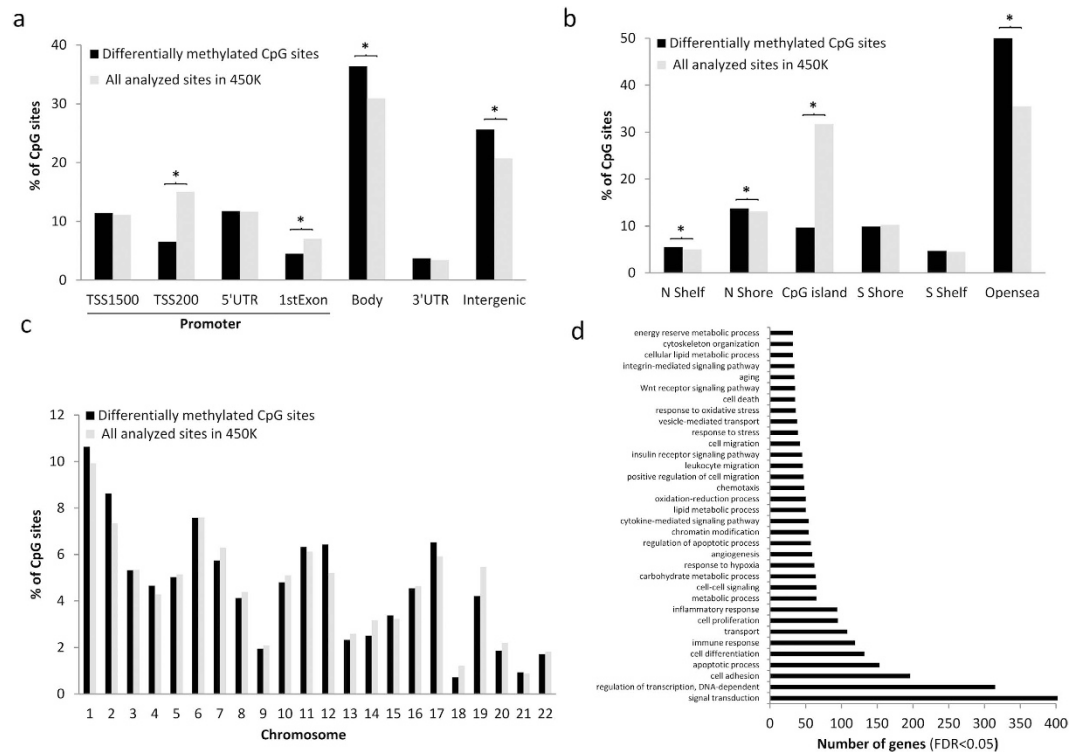 a
Differentially methylated CpG sites
All analyzed sites in 450K
% of CpG sites
40
30
20
10
0
*
*
*
*
TSS1500 TSS200 5'UTR 1stExon Body 3'UTR Intergenic
Promoter
b
Differentially methylated CpG sites
All analyzed sites in 450K
% of CpG sites
50
40
30
20
10
0
*
*
*
*
N Shelf N Shore CpG island S Shore S Shelf Opensea
c
Differentially methylated CpG sites
All analyzed sites in 450K
% of CpG sites
12
10
8
6
4
2
0
1 2 3 4 5 6 7 8 9 10 11 12 13 14 15 16 17 18 19 20 21 22
Chromosome
d
energy reserve metabolic process
cytoskeleton organization
cellular lipid metabolic process
integrin-mediated signaling pathway
aging
Wnt receptor signaling pathway
cell death
response to oxidative stress
vesicle-mediated transport
response to stress
cell migration
insulin receptor signaling pathway
leukocyte migration
positive regulation of cell migration
chemotaxis
oxidation-reduction process
lipid metabolic process
cytokine-mediated signaling pathway
chromatin modification
regulation of apoptotic process
angiogenesis
response to hypoxia
carbohydrate metabolic process
cell-cell signaling
metabolic process
inflammatory response
cell proliferation
transport
immune response
cell differentiation
apoptotic process
cell adhesion
regulation of transcription, DNA-dependent
signal transduction
0 50 100 150 200 250 300 350 400
Number of genes (FDR<0.05)